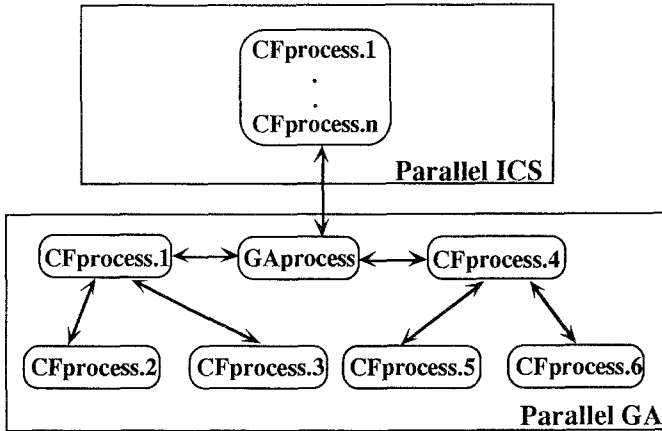 CFprocess.1
.
.
CFprocess.n
Parallel ICS
CFprocess.1
GAprocess
CFprocess.4
CFprocess.2
CFprocess.3
CFprocess.5
CFprocess.6
Parallel GA